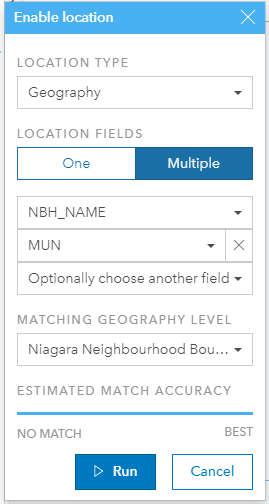 Enable location
LOCATION TYPE
Geography
LOCATION FIELDS
One Multiple
NBH_NAME
MUN
Optionally choose another field
MATCHING GEOGRAPHY LEVEL
Niagara Neighbourhood Bou...
ESTIMATED MATCH ACCURACY
NO MATCH BEST
Run Cancel